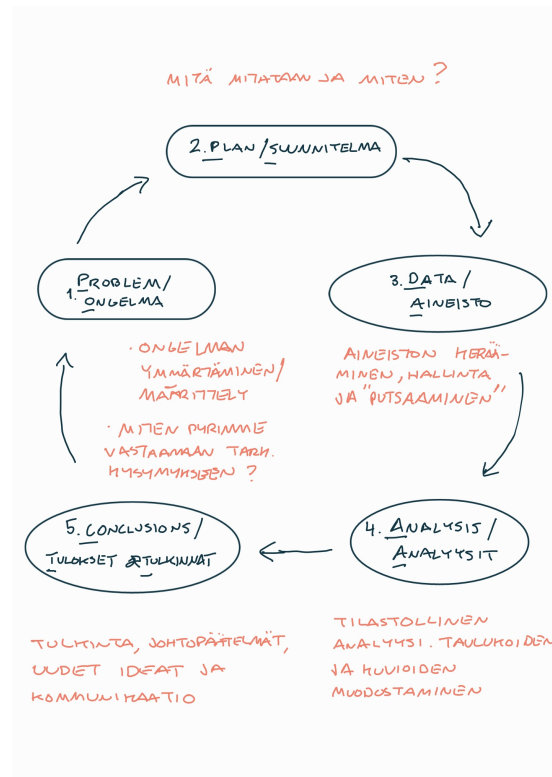 MITÄ MITATAAN JA MITEN?
2. PLAN/SUUNNITELMA
PROBLEM/
1. ONGELMA
3. DATA/
AINEISTO
· ONGELMAN
YMMÄRTÄMINEN/
MÄÄRITTELY
· MITEN PYRIMME
VASTAAMAAN TARK.
KYSYMYKSEEN?
AINEISTON KERÄÄ-
MINEN, HALLINTA
JA "PUTSAAMINEN"
5. CONCLUSIONS/
TULOKSET & TULKINNAT
4. ANALYSIS/
ANALYYSIT
TULKINTA, JOHTOPÄÄTELMÄT,
UUDET IDEAT JA
KOMMUNIKAATIO
TILASTOLLINEN
ANALYYSI. TAULUKOIDEN
JA KUVIOIDEN
MUODOSTAMINEN